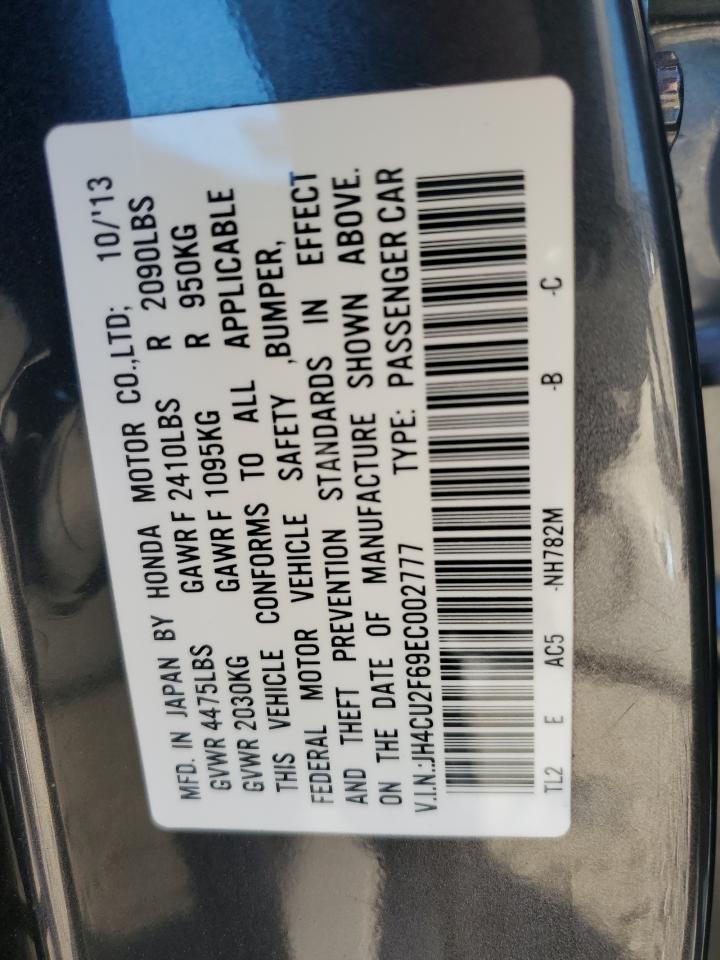 MFD. IN JAPAN BY HONDA MOTOR CO.,LTD; 10/'13
GVWR 4475LBS GAWR F 2410LBS R 2090LBS
GVWR 2030KG GAWR F 1095KG R 950KG
THIS VEHICLE CONFORMS TO ALL APPLICABLE
FEDERAL MOTOR VEHICLE SAFETY ,BUMPER,
AND THEFT PREVENTION STANDARDS IN EFFECT
ON THE DATE OF MANUFACTURE SHOWN ABOVE.
V.I.N.:JH4CU2F69EC002777 TYPE: PASSENGER CAR
TL2 E AC5 -NH782M -B -C